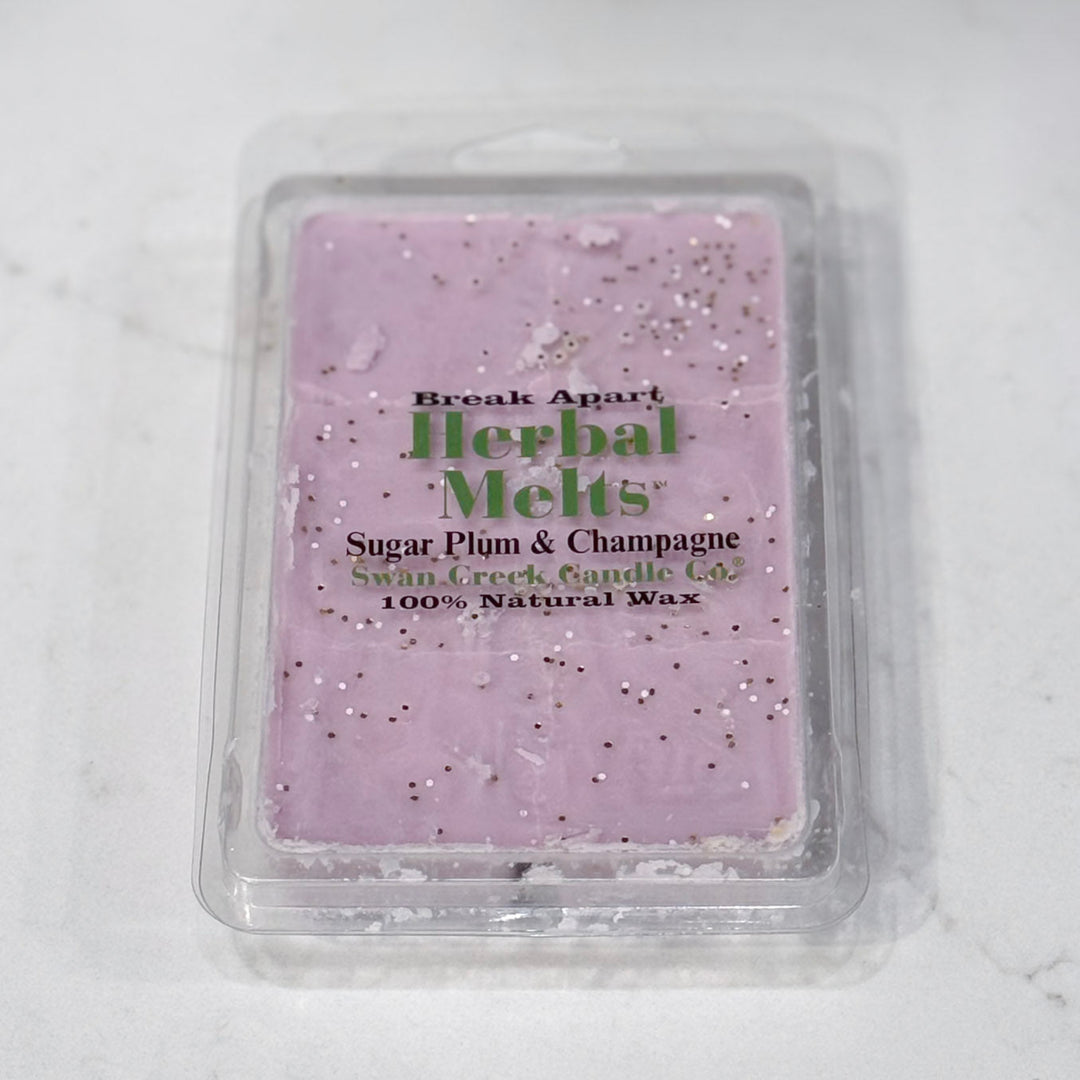 Break Apart
Herbal
Melts™
Sugar Plum & Champagne
Swan Creek Candle Co.®
100% Natural Wax